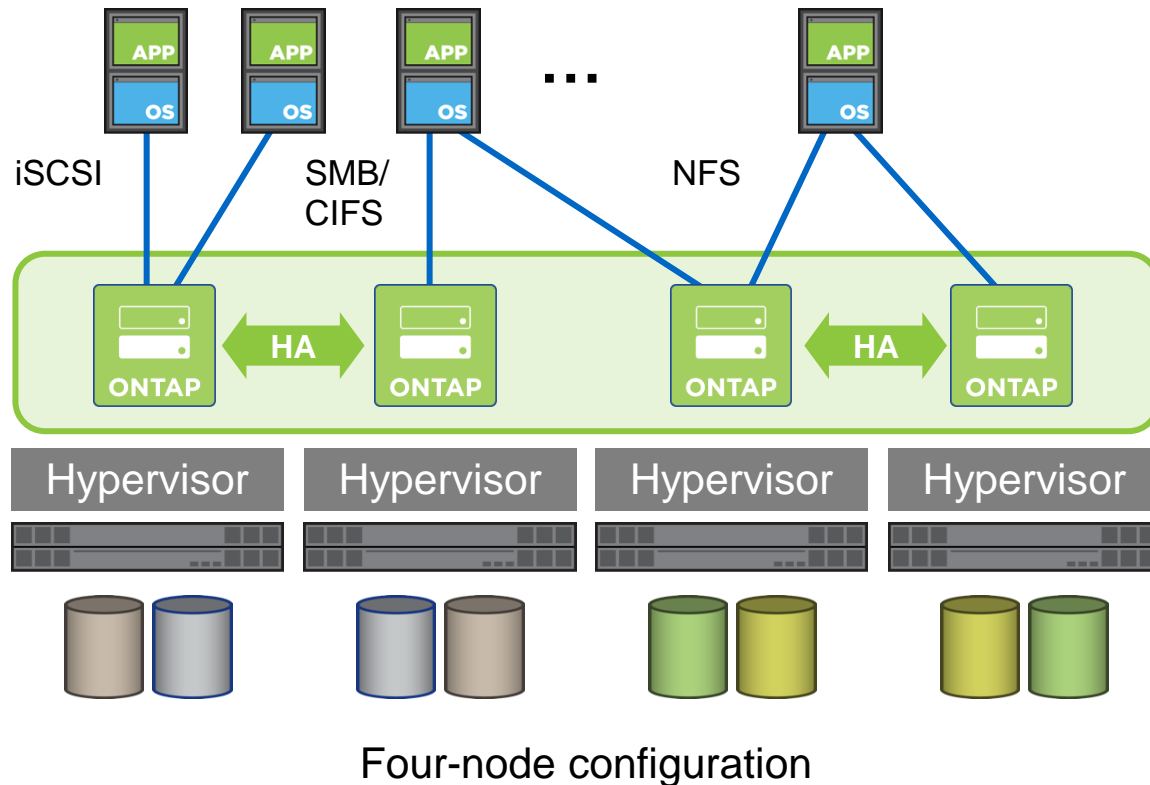 APP APP APP ... APP
OS OS OS OS
iSCSI SMB/ NFS
CIFS
HA HA
ONTAP ONTAP ONTAP ONTAP
Hypervisor Hypervisor Hypervisor Hypervisor
Four-node configuration